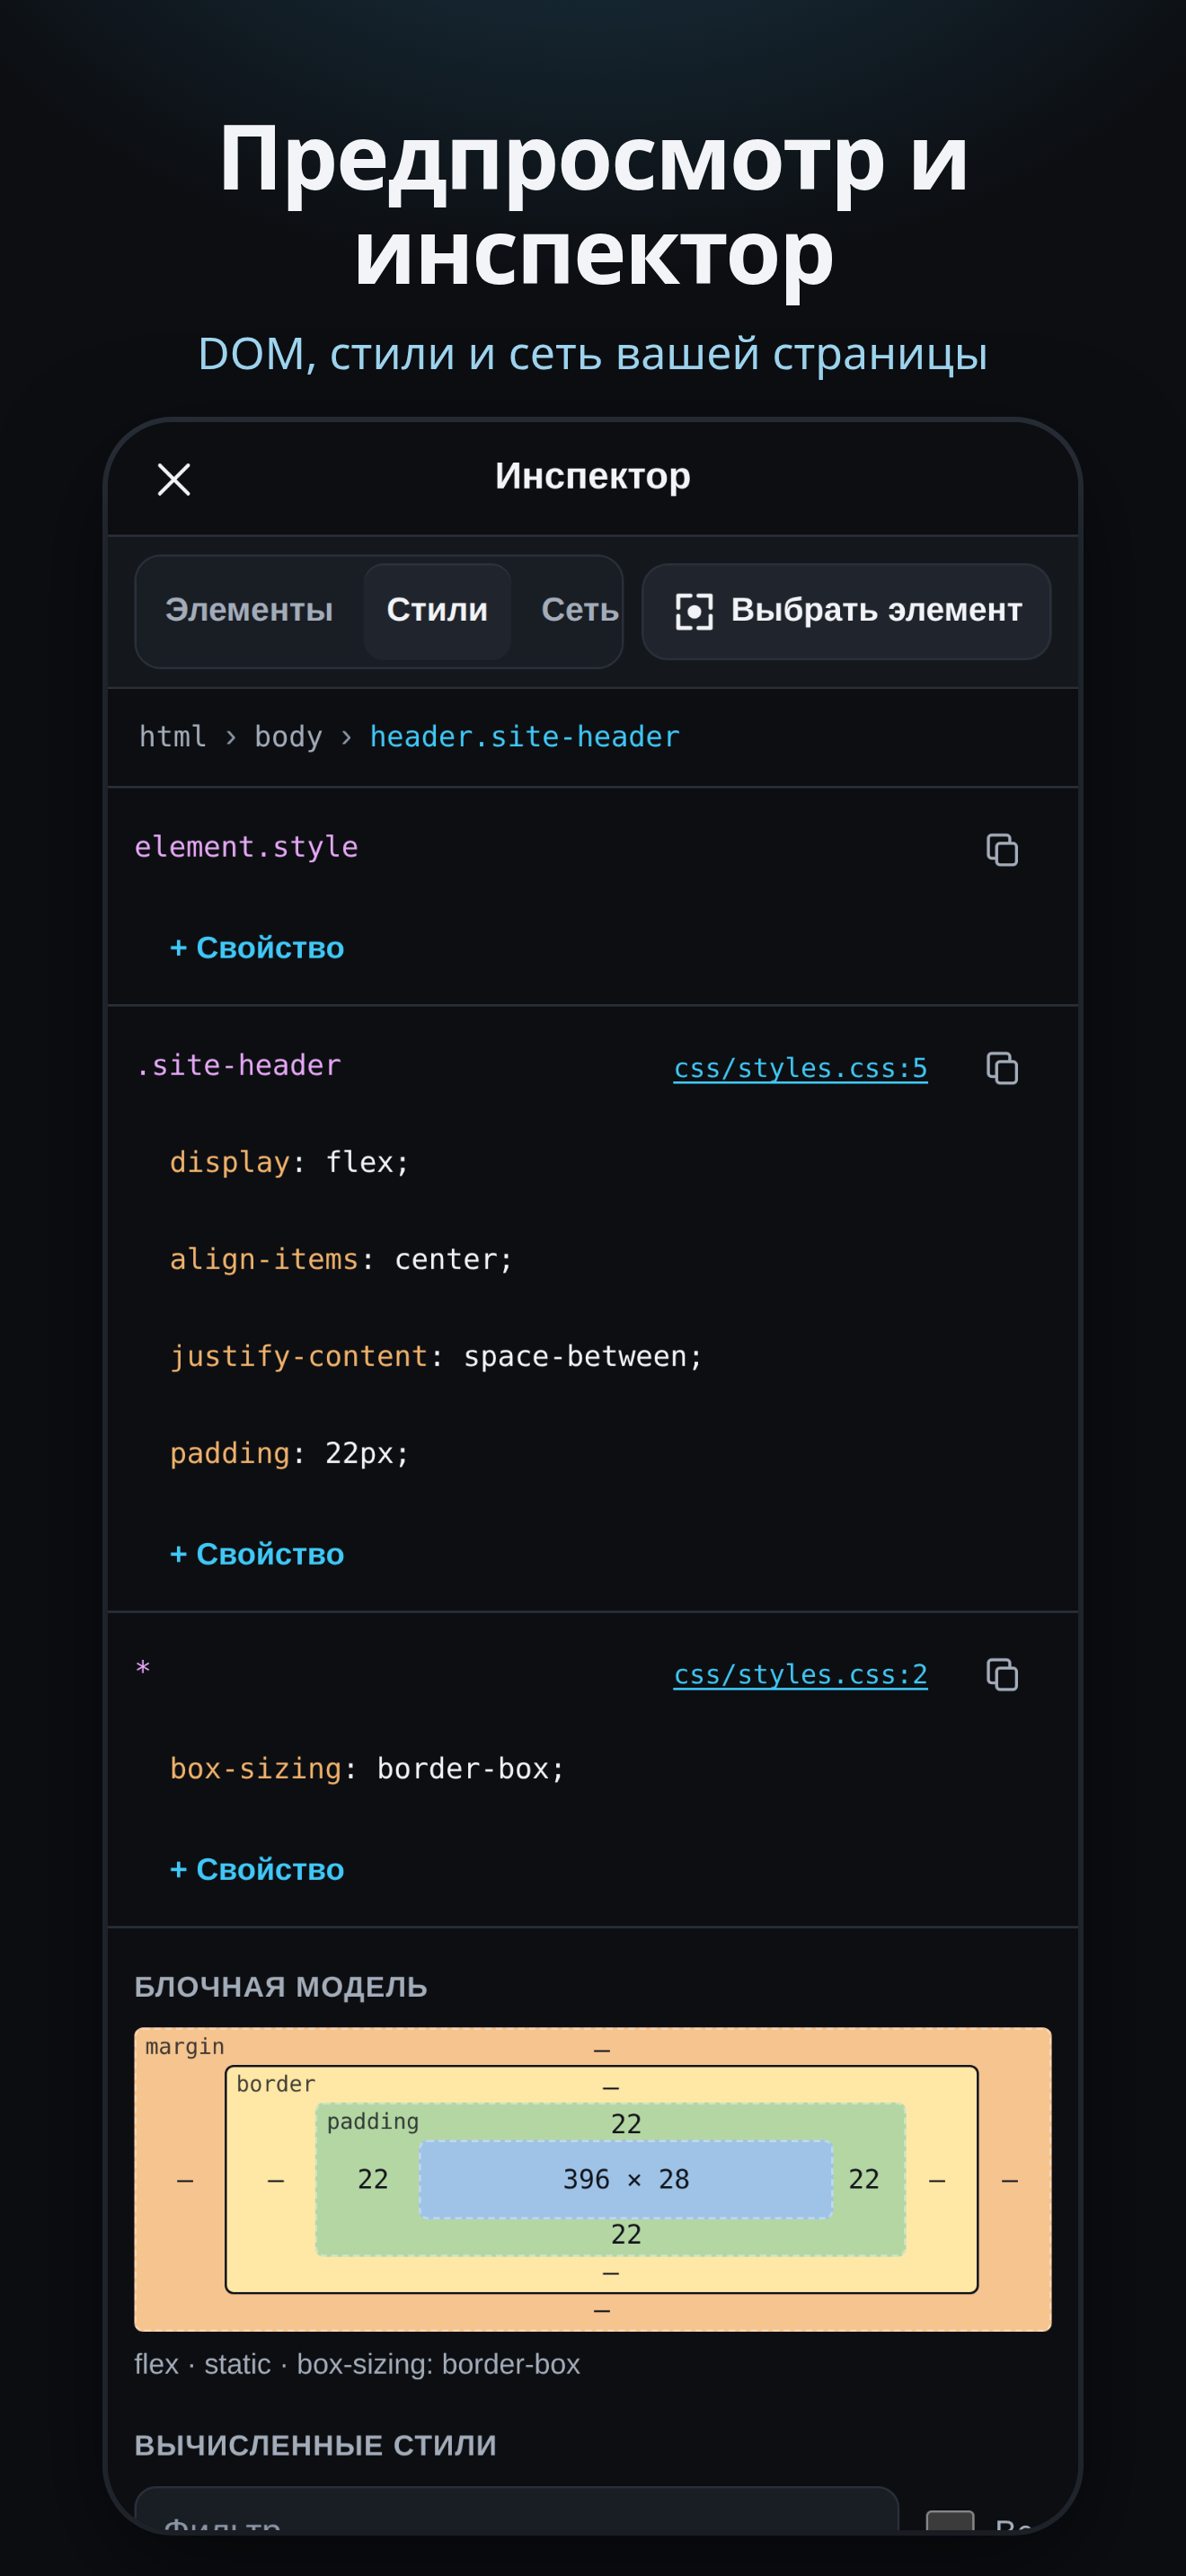 Предпросмотр и
инспектор
DOM, стили и сеть вашей страницы
Инспектор
Элементы Стили Сеть Выбрать элемент
html › body › header.site-header
element.style
+ Свойство
.site-header css/styles.css:5
display: flex;
align-items: center;
justify-content: space-between;
padding: 22px;
+ Свойство
* css/styles.css:2
box-sizing: border-box;
+ Свойство
БЛОЧНАЯ МОДЕЛЬ
margin –
border –
padding 22
– – 22 396 × 28 22 – –
22
–
–
flex · static · box-sizing: border-box
ВЫЧИСЛЕННЫЕ СТИЛИ
Фильтр